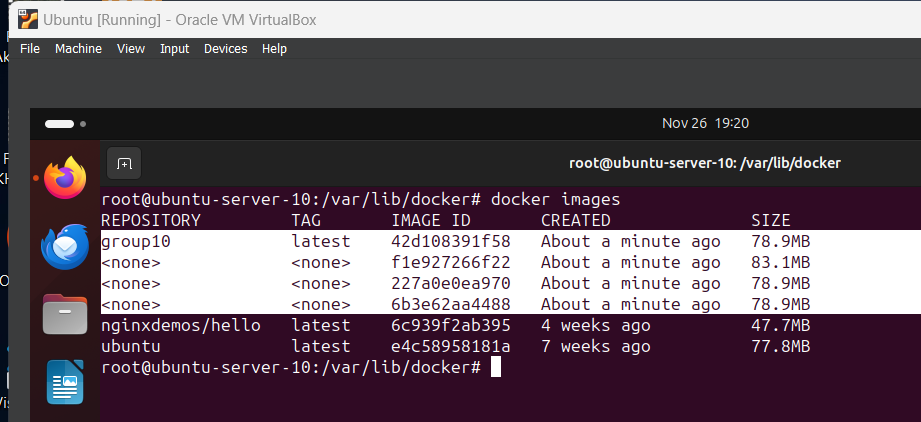 Ubuntu [Running] - Oracle VM VirtualBox
File Machine View Input Devices Help
Nov 26 19:20
root@ubuntu-server-10: /var/lib/docker
root@ubuntu-server-10:/var/lib/docker# docker images
REPOSITORY TAG IMAGE ID CREATED SIZE
group10 latest 42d108391f58 About a minute ago 78.9MB
<none> <none> f1e927266f22 About a minute ago 83.1MB
<none> <none> 227a0e0ea970 About a minute ago 78.9MB
<none> <none> 6b3e62aa4488 About a minute ago 78.9MB
nginxdemos/hello latest 6c939f2ab395 4 weeks ago 47.7MB
ubuntu latest e4c58958181a 7 weeks ago 77.8MB
root@ubuntu-server-10:/var/lib/docker#